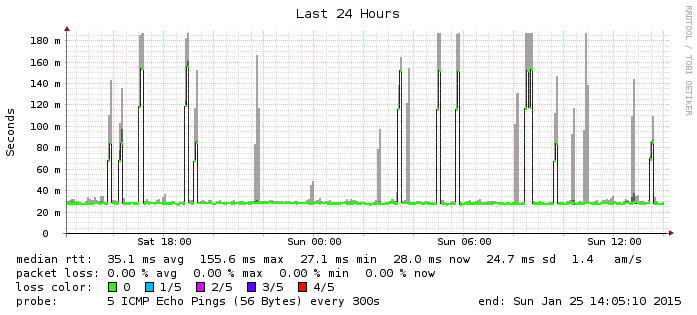 Last 24 Hours
RRDTOOL / TOBI OETIKER
Seconds
180 m
160 m
140 m
120 m
100 m
80 m
60 m
40 m
20 m
0
Sat 18:00 Sun 00:00 Sun 06:00 Sun 12:00
median rtt: 35.1 ms avg 155.6 ms max 27.1 ms min 28.0 ms now 24.7 ms sd 1.4 am/s
packet loss: 0.00 % avg 0.00 % max 0.00 % min 0.00 % now
loss color: 0 1/5 2/5 3/5 4/5
probe: 5 ICMP Echo Pings (56 Bytes) every 300s end: Sun Jan 25 14:05:10 2015